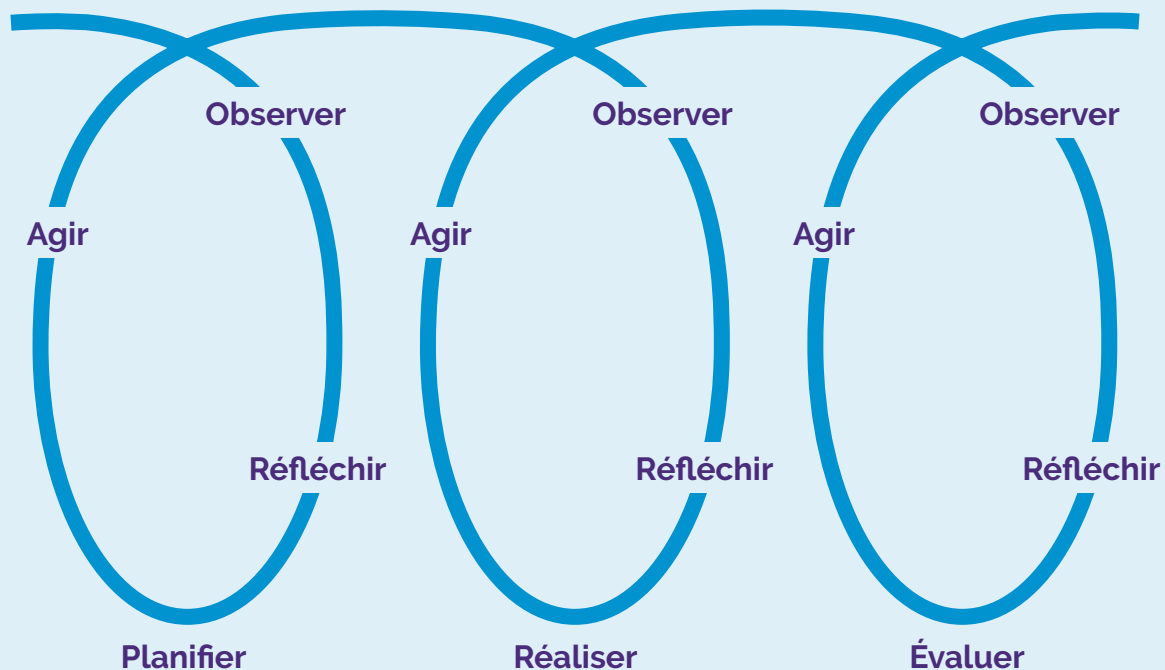 Observer
Observer
Observer
Agir
Agir
Agir
Réfléchir
Réfléchir
Réfléchir
Planifier
Réaliser
Évaluer